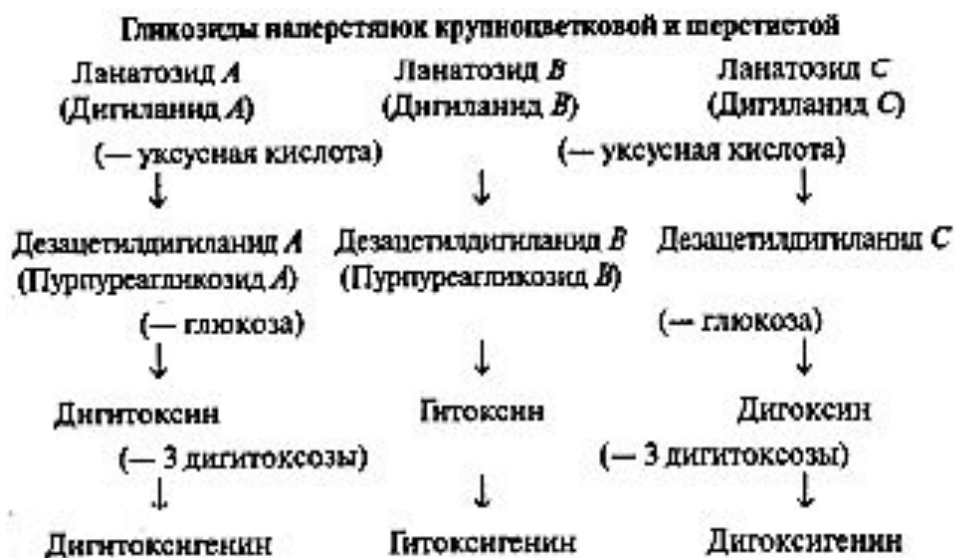 Гликозиды наперстянок крупноцветковой и шерстистой
Ланатозид A Ланатозид B Ланатозид C
(Дигиланид A) (Дигиланид B) (Дигиланид C)
(— уксусная кислота) (— уксусная кислота)
↓ ↓ ↓
Дезацетилдигиланид A Дезацетилдигиланид B Дезацетилдигиланид C
(Пурпуреагликозид A) (Пурпуреагликозид B)
(— глюкоза) (— глюкоза)
↓ ↓ ↓
Дигитоксин Гитоксин Дигоксин
(— 3 дигитоксозы) (— 3 дигитоксозы)
↓ ↓ ↓
Дигитоксигенин Гитоксигенин Дигоксигенин